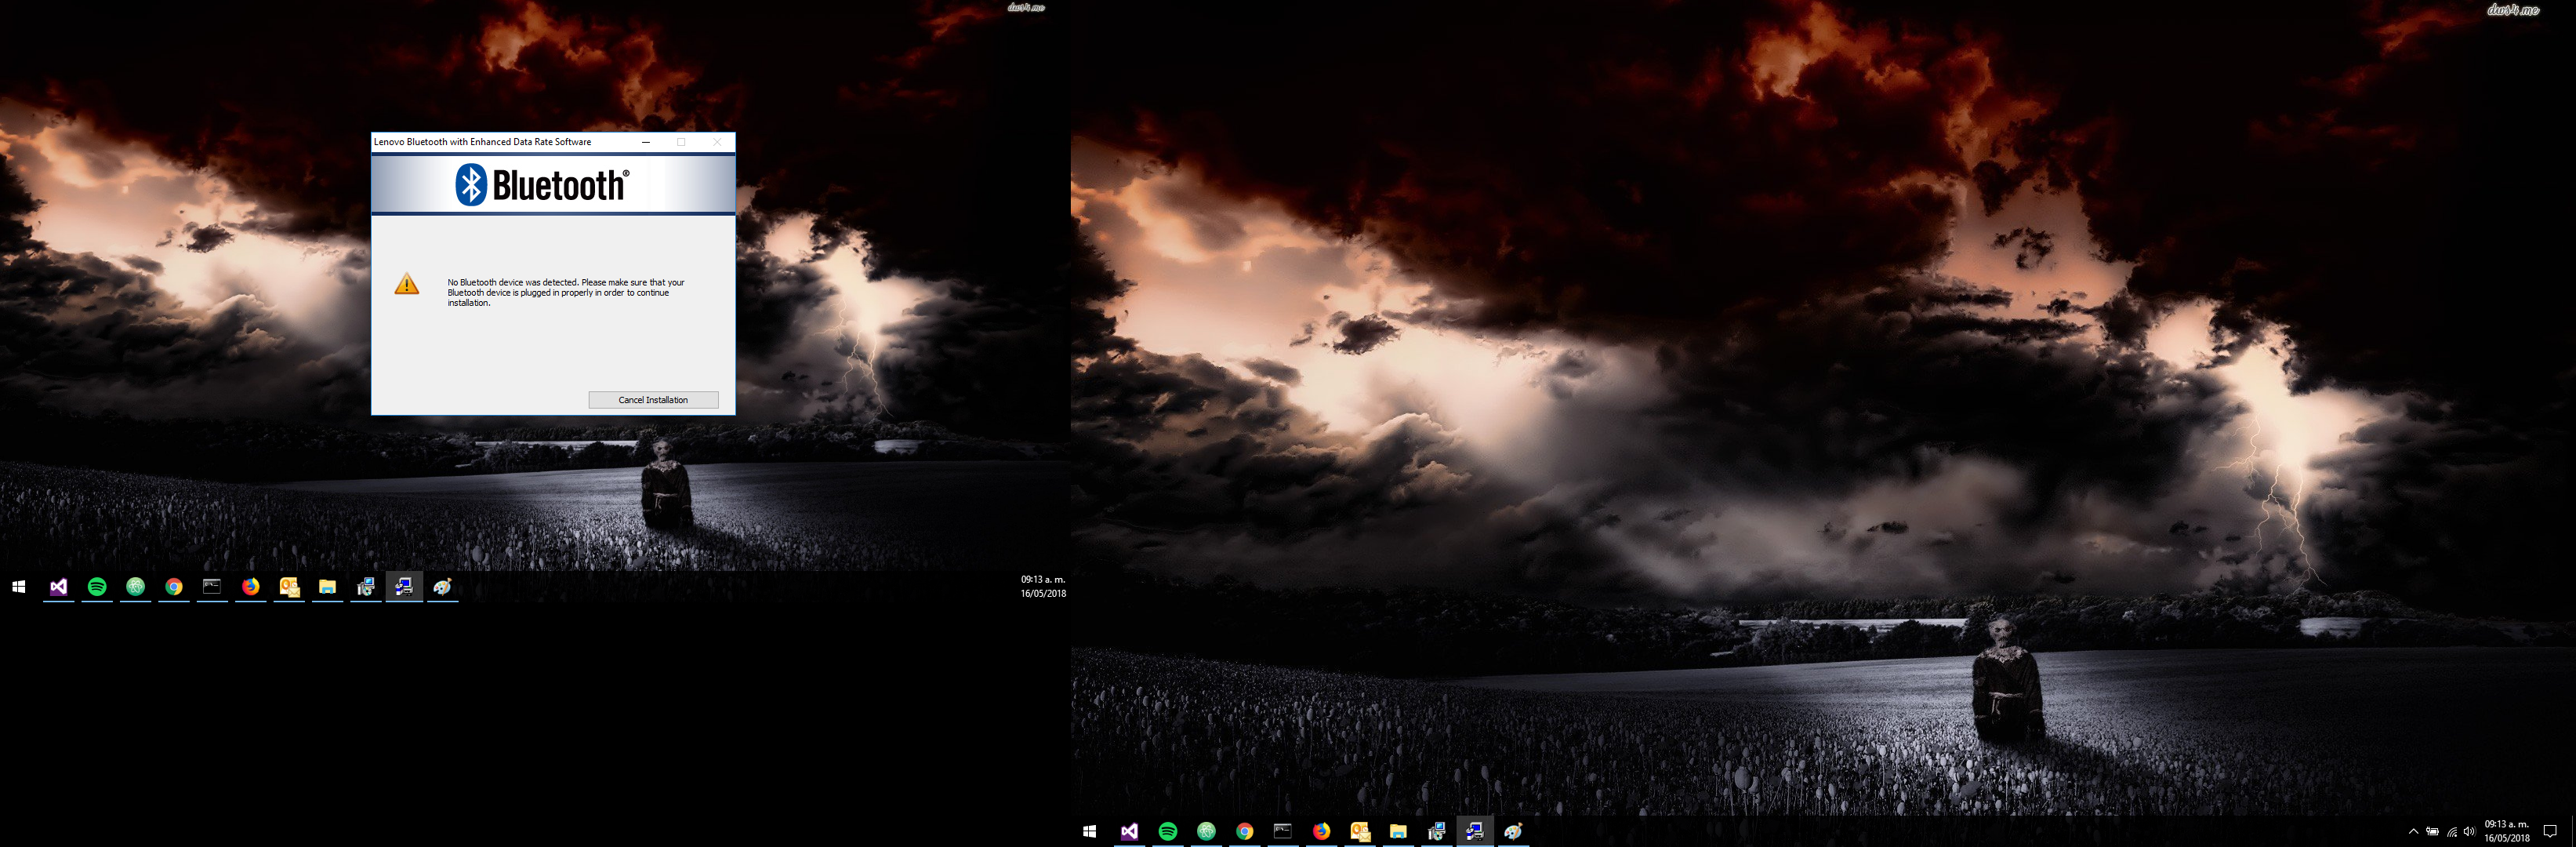 dws4.me
dws4.me
Lenovo Bluetooth with Enhanced Data Rate Software
Bluetooth®
No Bluetooth device was detected. Please make sure that your
Bluetooth device is plugged in properly in order to continue
installation.
Cancel Installation
09:13 a. m.
16/05/2018
09:13 a. m.
16/05/2018